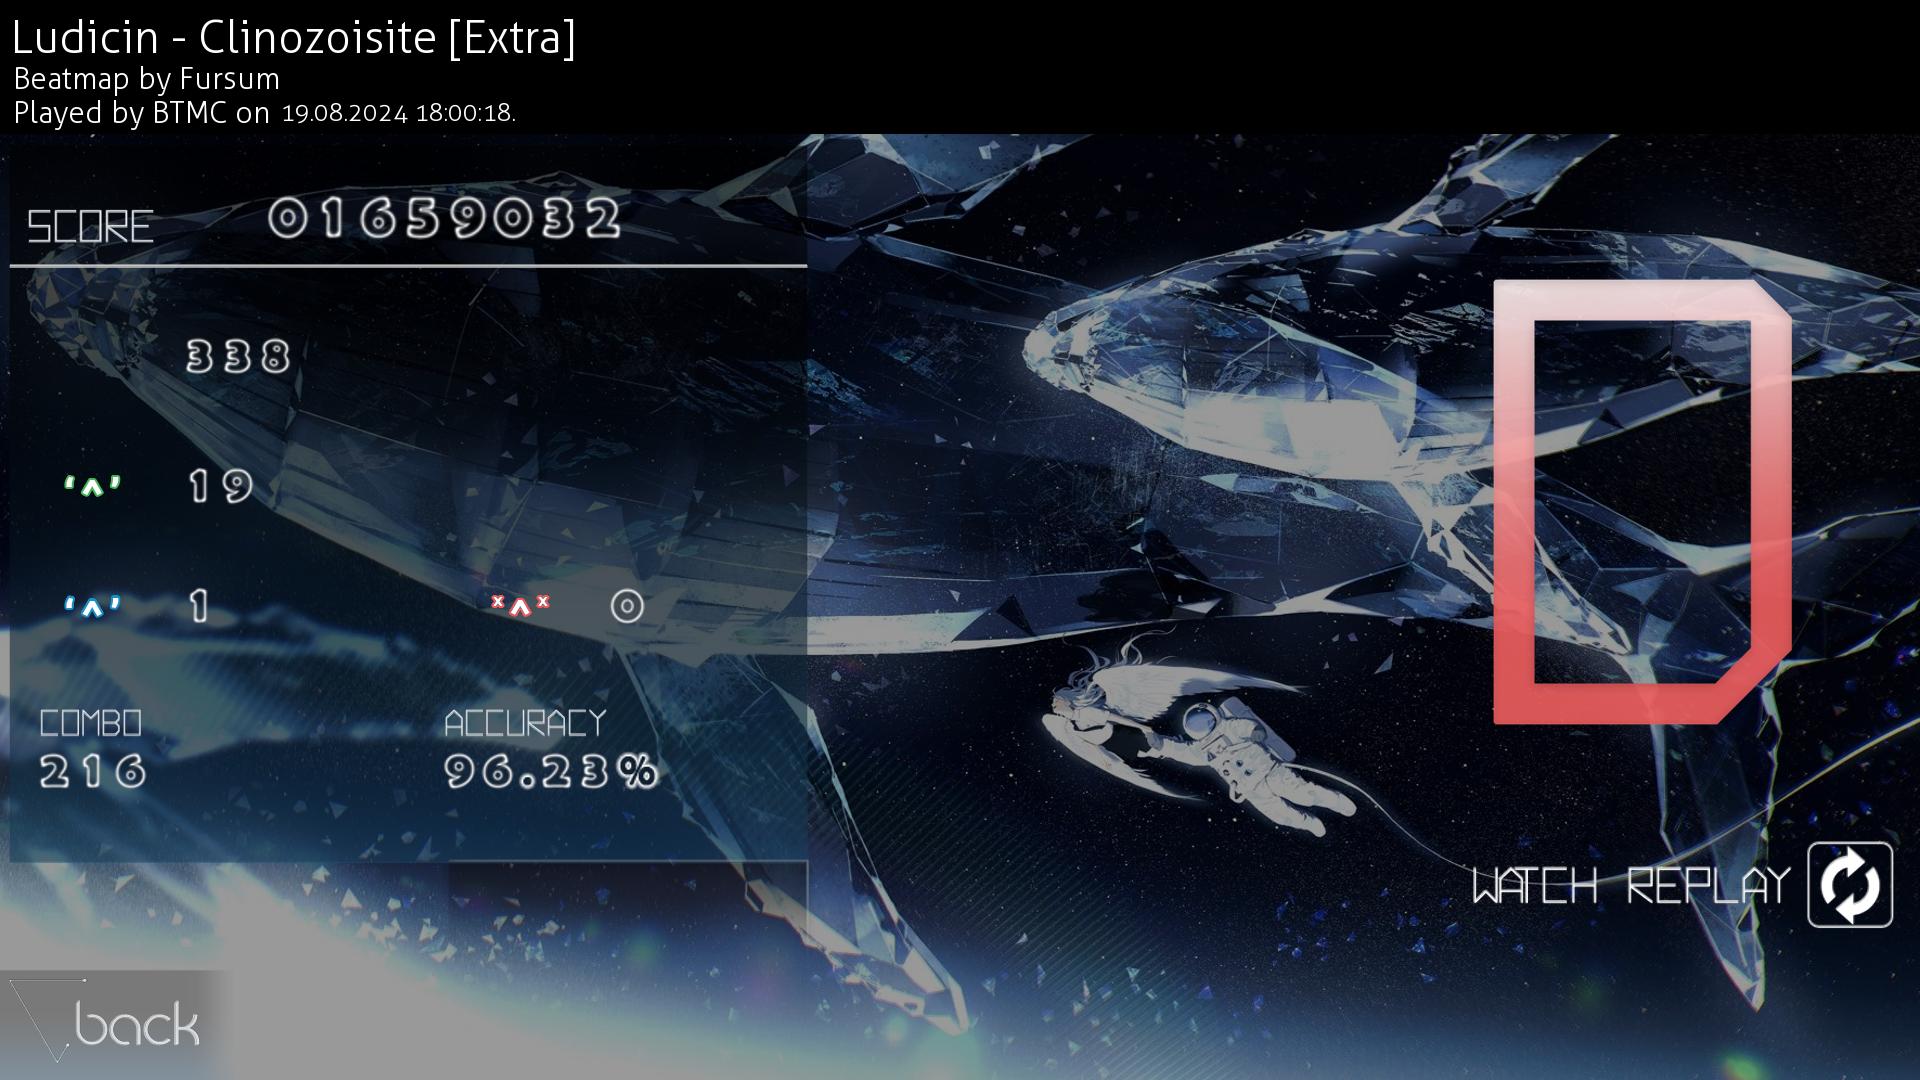 Ludicin - Clinozoisite [Extra]
Beatmap by Fursum
Played by BTMC on 19.08.2024 18:00:18.
SCORE 01659032
338
'^' 19
'^' 1 x^x 0
COMBO ACCURACY
216 96.23%
D
WATCH REPLAY
back